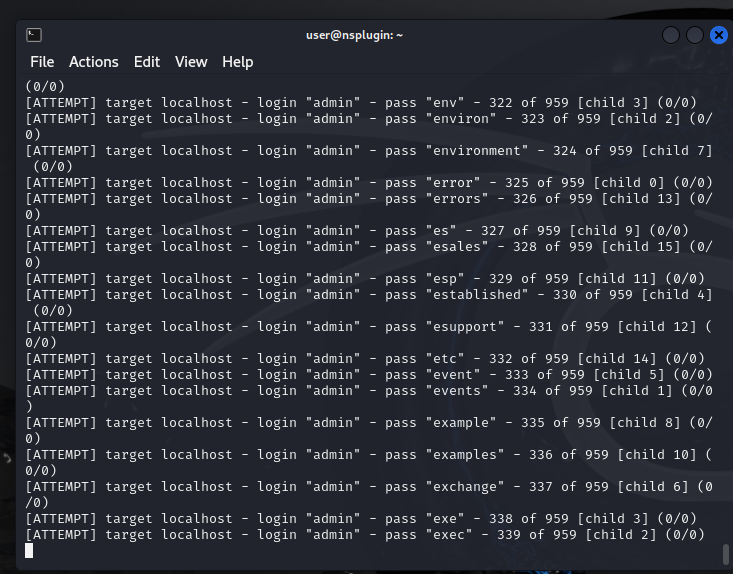 user@nsplugin: ~
File Actions Edit View Help
(0/0)
[ATTEMPT] target localhost - login "admin" - pass "env" - 322 of 959 [child 3] (0/0)
[ATTEMPT] target localhost - login "admin" - pass "environ" - 323 of 959 [child 2] (0/
0)
[ATTEMPT] target localhost - login "admin" - pass "environment" - 324 of 959 [child 7]
 (0/0)
[ATTEMPT] target localhost - login "admin" - pass "error" - 325 of 959 [child 0] (0/0)
[ATTEMPT] target localhost - login "admin" - pass "errors" - 326 of 959 [child 13] (0/
0)
[ATTEMPT] target localhost - login "admin" - pass "es" - 327 of 959 [child 9] (0/0)
[ATTEMPT] target localhost - login "admin" - pass "esales" - 328 of 959 [child 15] (0/
0)
[ATTEMPT] target localhost - login "admin" - pass "esp" - 329 of 959 [child 11] (0/0)
[ATTEMPT] target localhost - login "admin" - pass "established" - 330 of 959 [child 4]
 (0/0)
[ATTEMPT] target localhost - login "admin" - pass "esupport" - 331 of 959 [child 12] (
0/0)
[ATTEMPT] target localhost - login "admin" - pass "etc" - 332 of 959 [child 14] (0/0)
[ATTEMPT] target localhost - login "admin" - pass "event" - 333 of 959 [child 5] (0/0)
[ATTEMPT] target localhost - login "admin" - pass "events" - 334 of 959 [child 1] (0/0
)
[ATTEMPT] target localhost - login "admin" - pass "example" - 335 of 959 [child 8] (0/
0)
[ATTEMPT] target localhost - login "admin" - pass "examples" - 336 of 959 [child 10] (
0/0)
[ATTEMPT] target localhost - login "admin" - pass "exchange" - 337 of 959 [child 6] (0
/0)
[ATTEMPT] target localhost - login "admin" - pass "exe" - 338 of 959 [child 3] (0/0)
[ATTEMPT] target localhost - login "admin" - pass "exec" - 339 of 959 [child 2] (0/0)